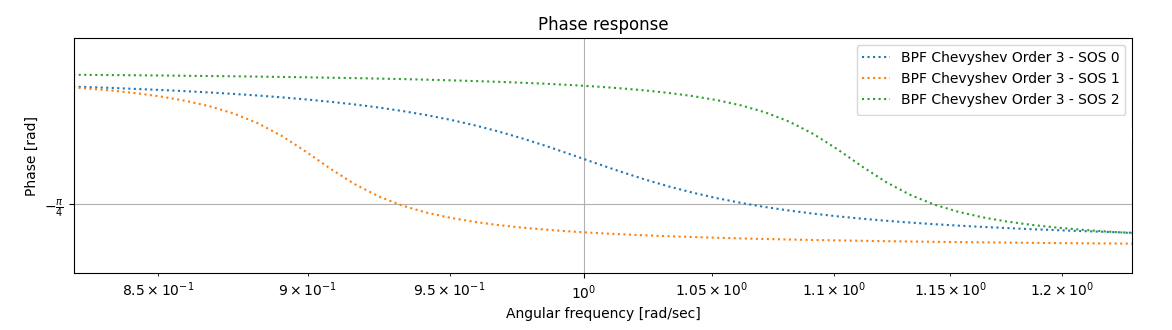 Phase response
BPF Chevyshev Order 3 - SOS 0
BPF Chevyshev Order 3 - SOS 1
BPF Chevyshev Order 3 - SOS 2
Phase [rad]
−π/4
8.5 × 10⁻¹ 9 × 10⁻¹ 9.5 × 10⁻¹ 10⁰ 1.05 × 10⁰ 1.1 × 10⁰ 1.15 × 10⁰ 1.2 × 10⁰
Angular frequency [rad/sec]